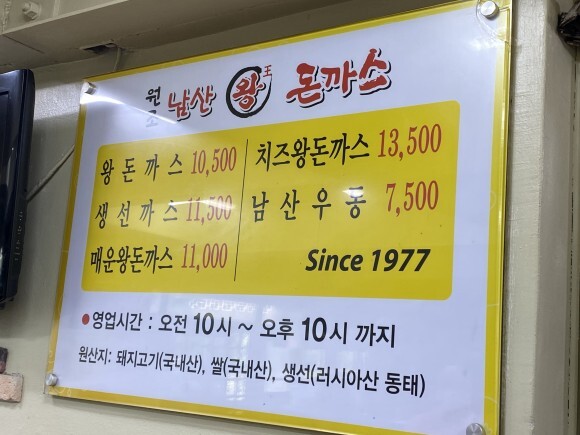 원조 남산 왕 王 돈까스
왕돈까스 10,500
생선까스 11,500
매운왕돈까스 11,000
치즈왕돈까스 13,500
남산우동 7,500
Since 1977
● 영업시간 : 오전 10시 ~ 오후 10시 까지
원산지: 돼지고기(국내산), 쌀(국내산), 생선(러시아산 동태)